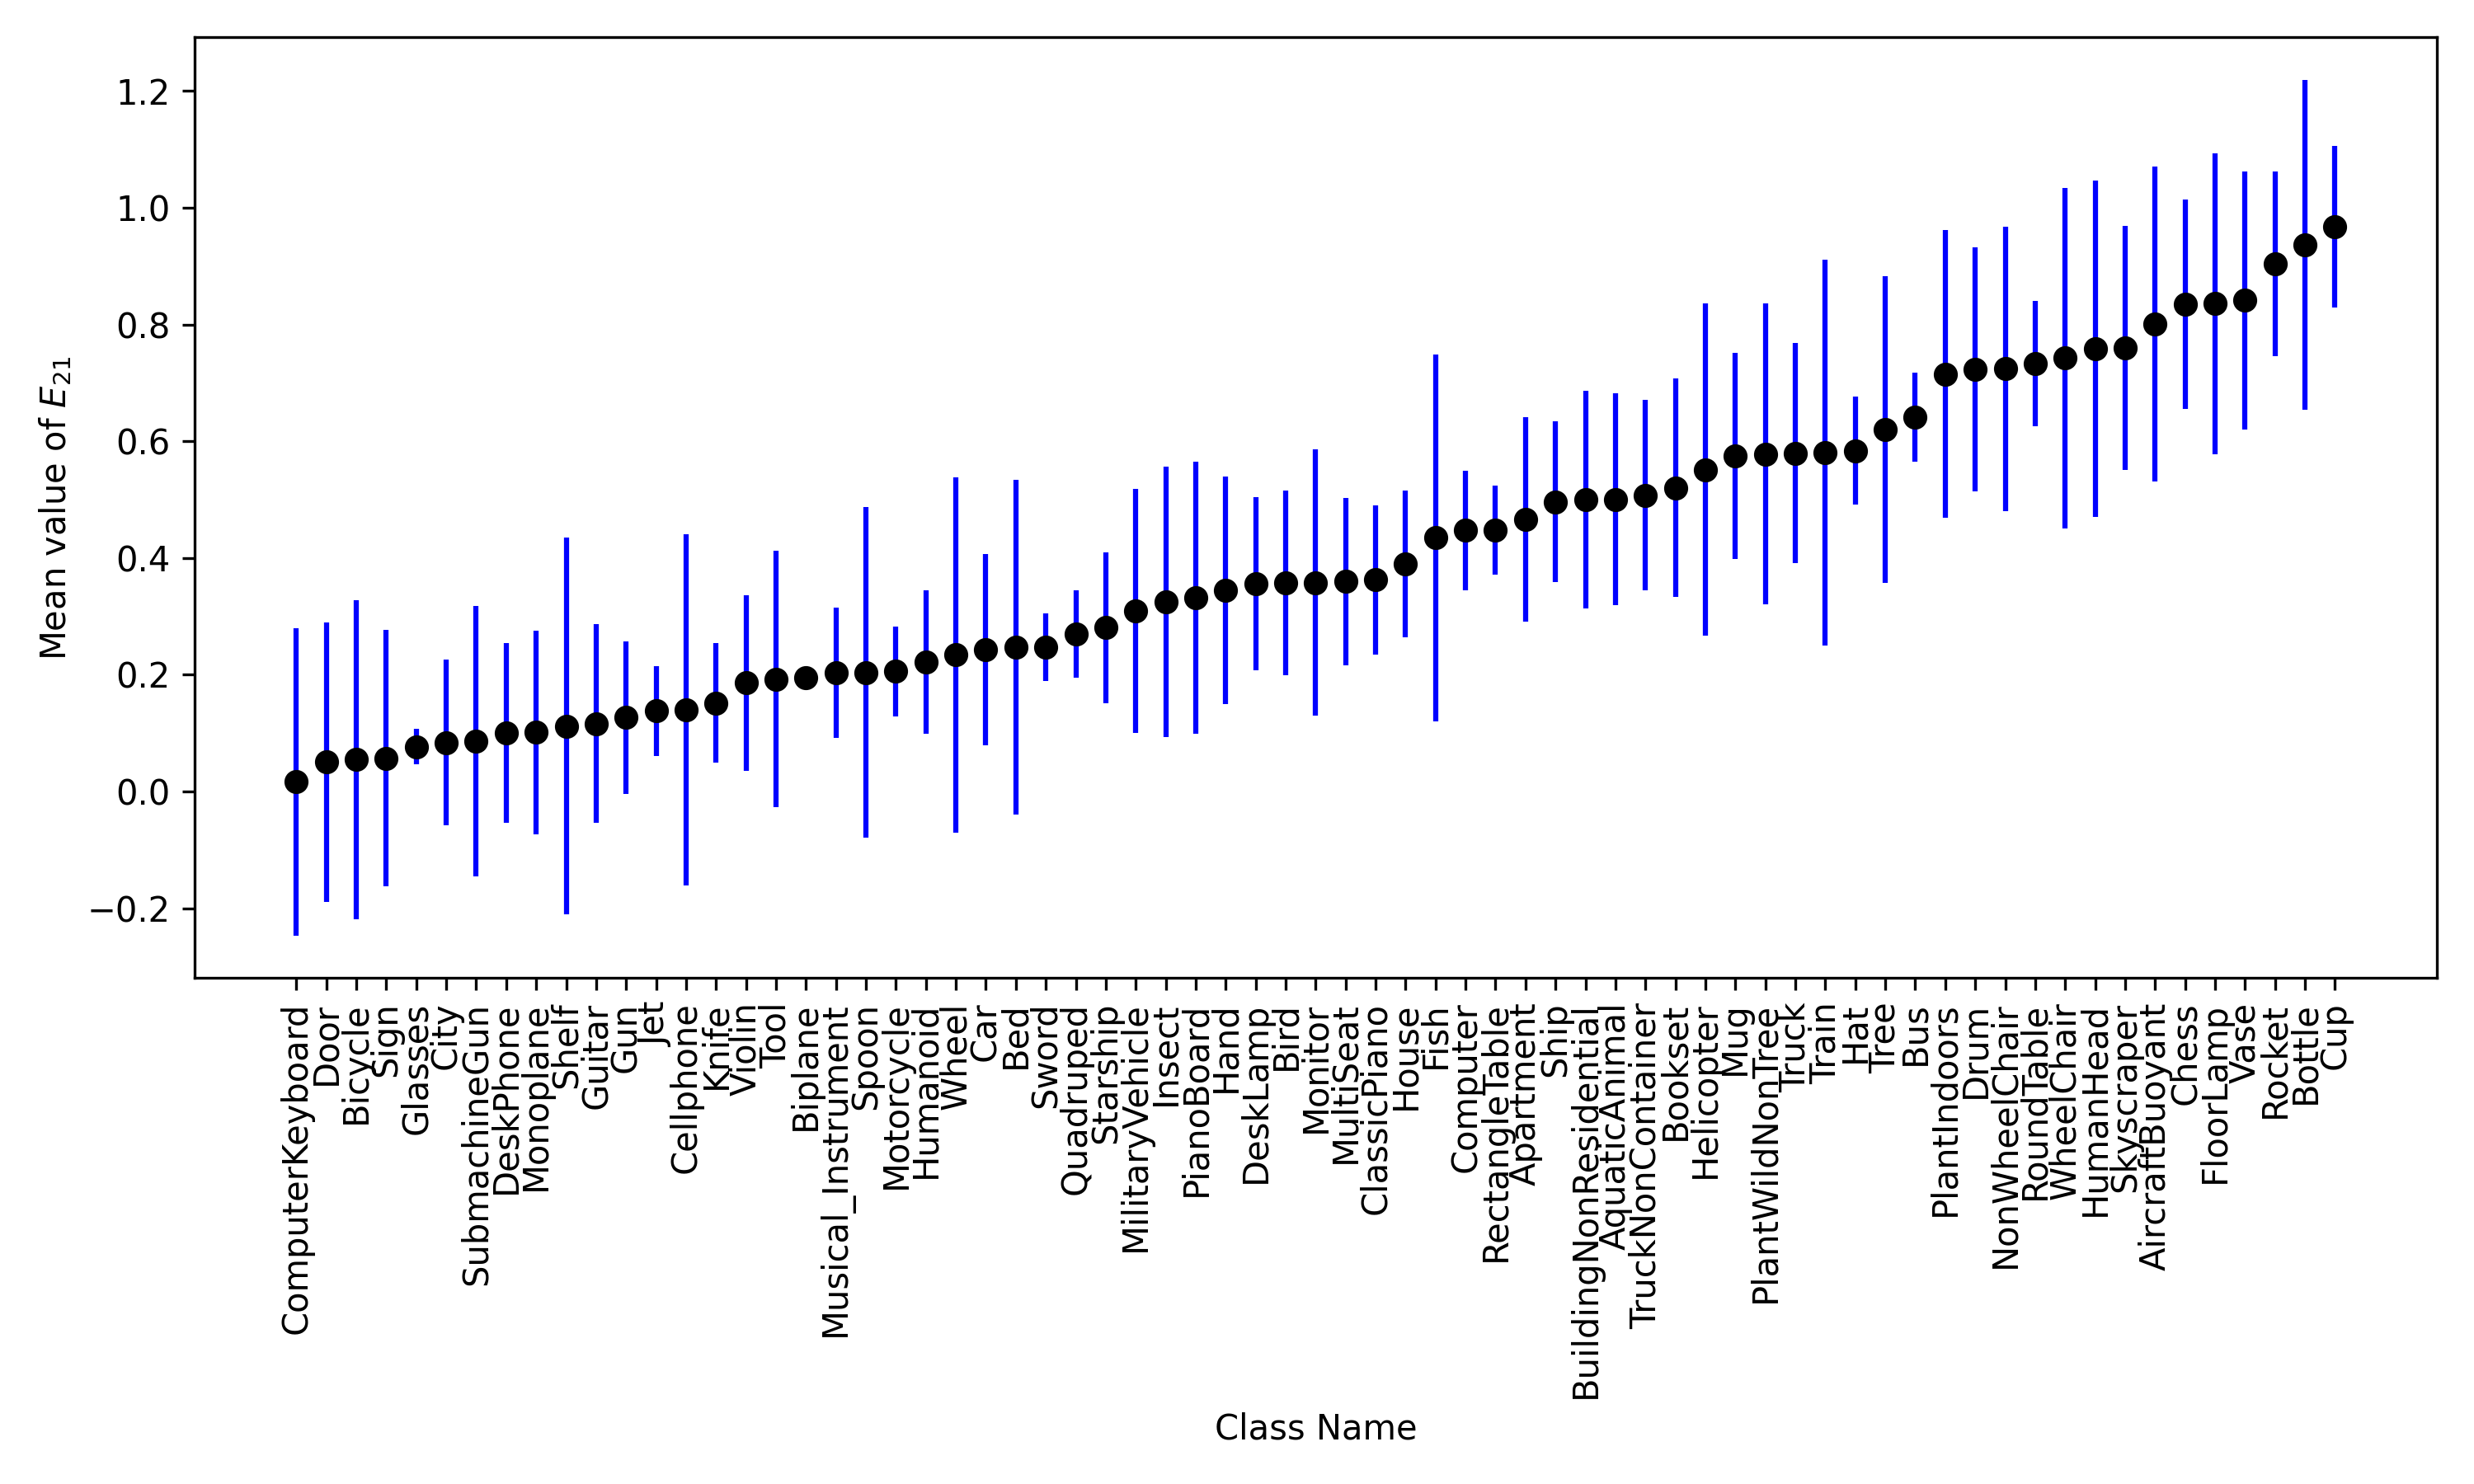 Mean value of E21
1.2
1.0
0.8
0.6
0.4
0.2
0.0
−0.2
ComputerKeyboard
Door
Bicycle
Sign
Glasses
City
SubmachineGun
DeskPhone
Monoplane
Shelf
Guitar
Gun
Jet
Cellphone
Knife
Violin
Tool
Biplane
Musical_Instrument
Spoon
Motorcycle
Humanoid
Wheel
Car
Bed
Sword
Quadruped
Starship
MilitaryVehicle
Insect
PianoBoard
Hand
DeskLamp
Bird
Montor
MultiSeat
ClassicPiano
House
Fish
Computer
RectangleTable
Apartment
Ship
BuildingNonResidential
AquaticAnimal
TruckNonContainer
Bookset
Helicopter
Mug
PlantWildNonTree
Truck
Train
Hat
Tree
Bus
PlantIndoors
Drum
NonWheelChair
RoundTable
WheelChair
HumanHead
Skyscraper
AircraftBuoyant
Chess
FloorLamp
Vase
Rocket
Bottle
Cup
Class Name